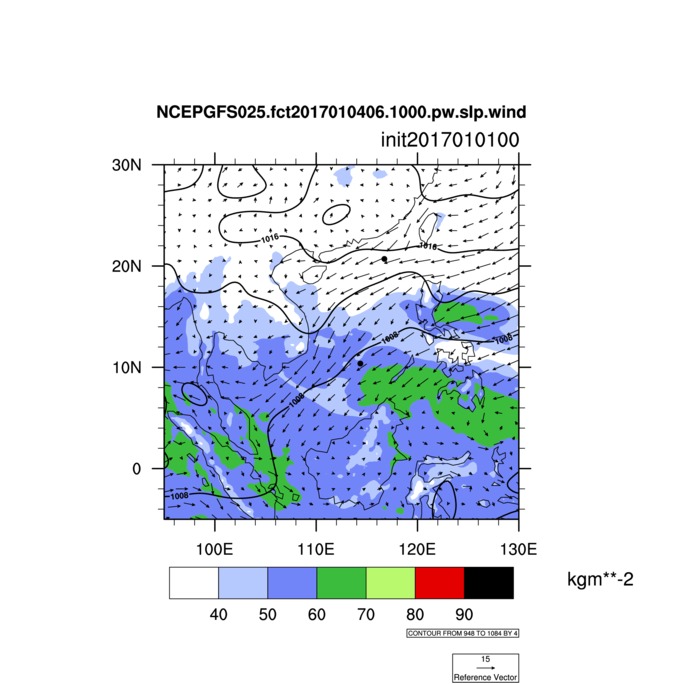 NCEPGFS025.fct2017010406.1000.pw.slp.wind
init2017010100
30N
1016
1016
20N
1008
1008
10N
1008
0
1008
100E 110E 120E 130E
kgm**-2
40 50 60 70 80 90
CONTOUR FROM 948 TO 1084 BY 4
15
Reference Vector